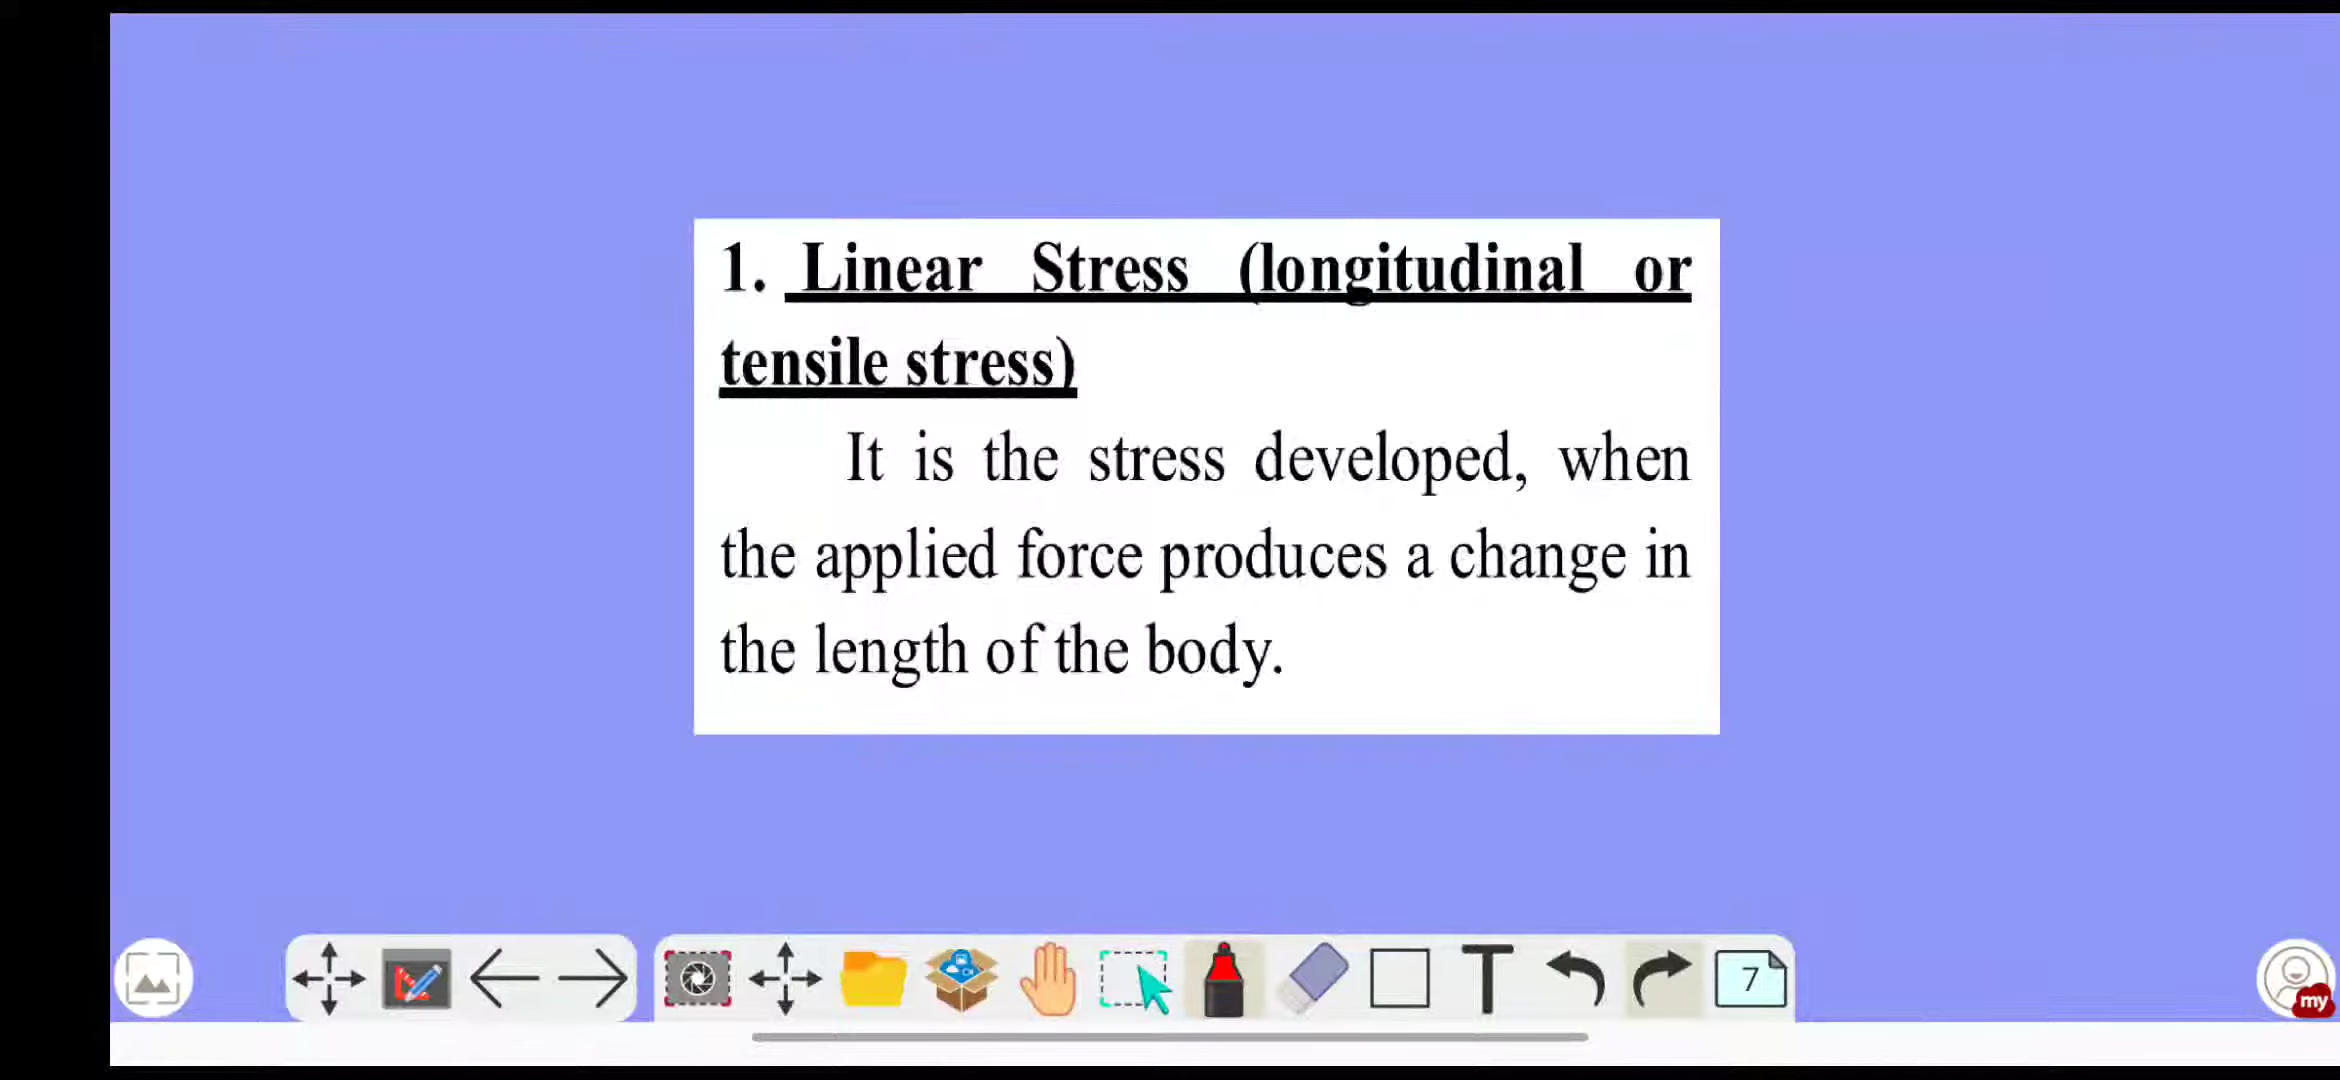 1. Linear Stress (longitudinal or
tensile stress)
It is the stress developed, when
the applied force produces a change in
the length of the body.
T
7
my